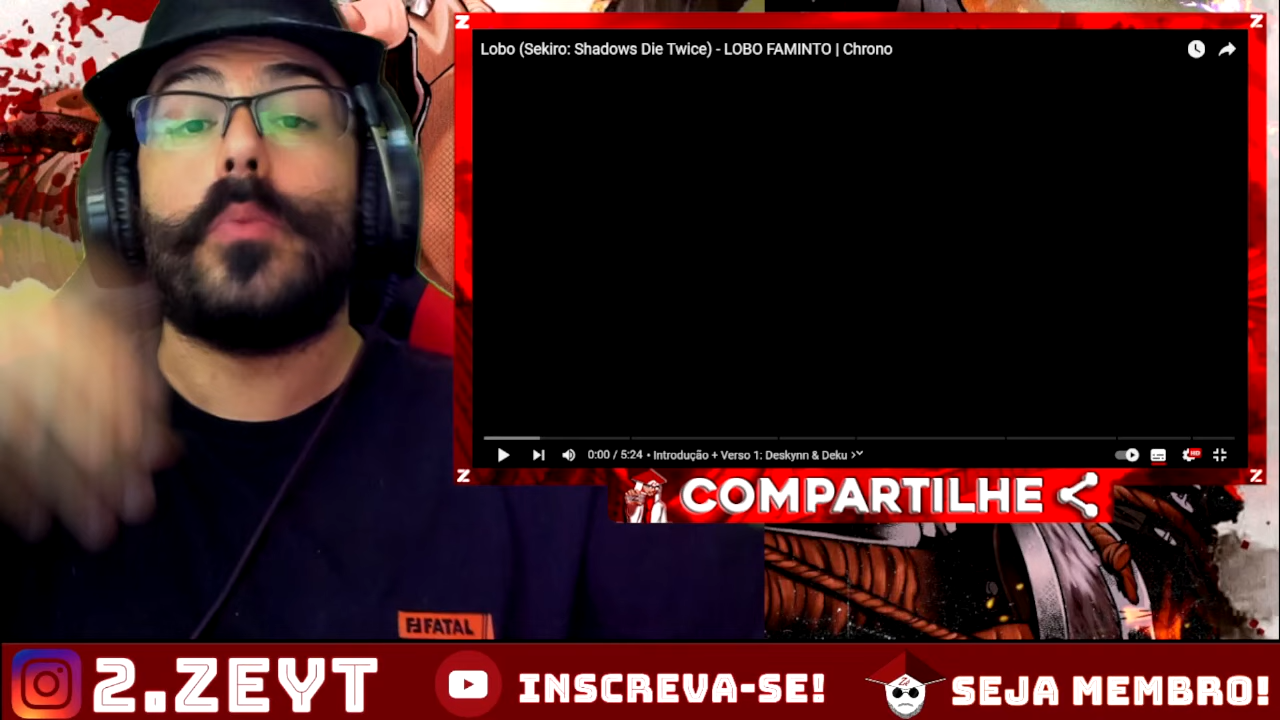 Z Z
Lobo (Sekiro: Shadows Die Twice) - LOBO FAMINTO | Chrono
0:00 / 5:24 • Introdução + Verso 1: Deskynn & Deku
HD
Z Z
COMPARTILHE
FATAL
2.ZEYT INSCREVA-SE! SEJA MEMBRO!